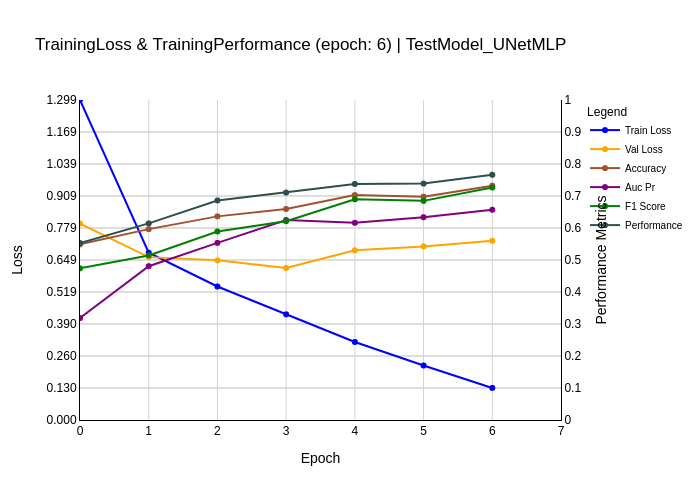 TrainingLoss & TrainingPerformance (epoch: 6) | TestModel_UNetMLP
1.299
1.169
1.039
0.909
0.779
0.649
0.519
0.390
0.260
0.130
0.000
Loss
0 1 2 3 4 5 6 7
Epoch
1
0.9
0.8
0.7
0.6
0.5
0.4
0.3
0.2
0.1
0
Performance Metrics
Legend
Train Loss
Val Loss
Accuracy
Auc Pr
F1 Score
Performance